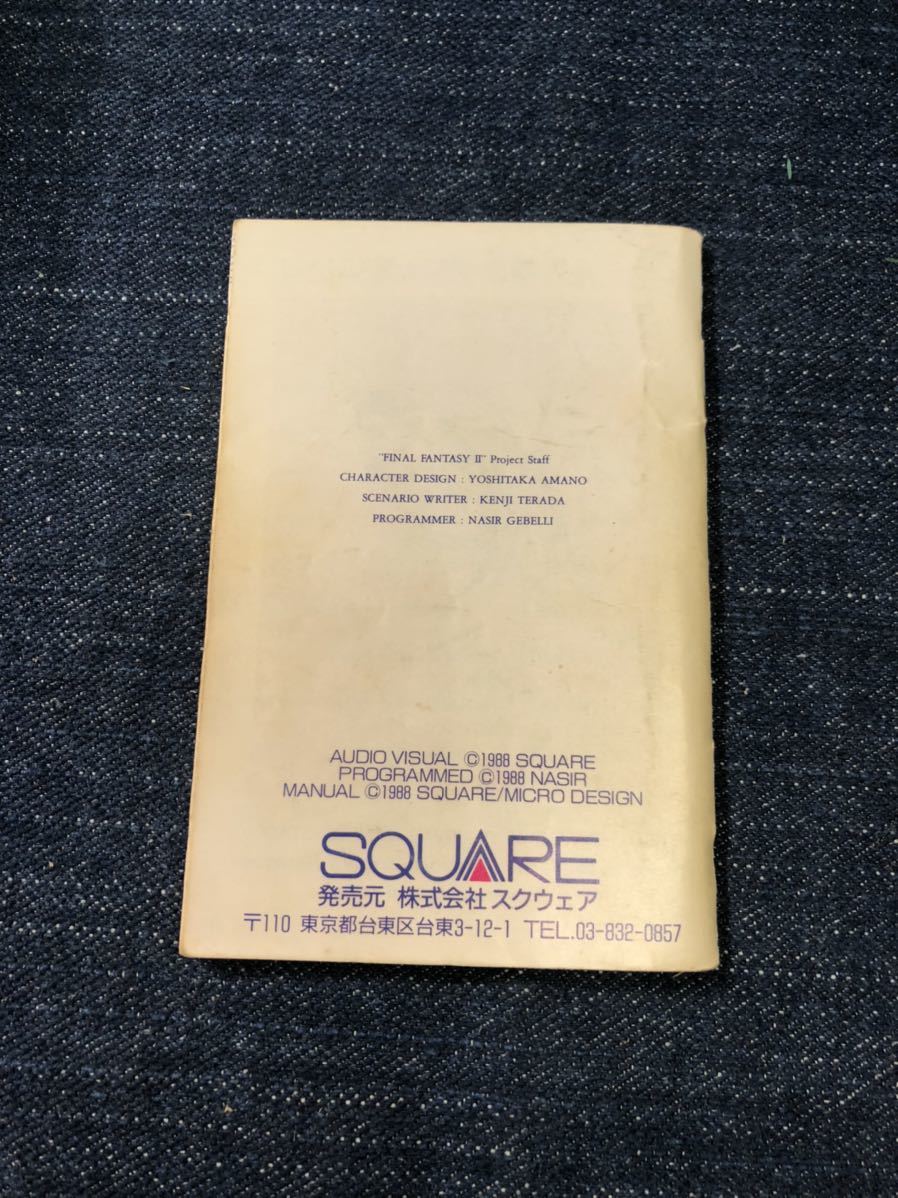 "FINAL FANTASY II" Project Staff
CHARACTER DESIGN : YOSHITAKA AMANO
SCENARIO WRITER : KENJI TERADA
PROGRAMMER : NASIR GEBELLI
AUDIO VISUAL ©1988 SQUARE
PROGRAMMED ©1988 NASIR
MANUAL ©1988 SQUARE/MICRO DESIGN
SQUARE
発売元 株式会社スクウェア
〒110 東京都台東区台東3-12-1 TEL.03-832-0857